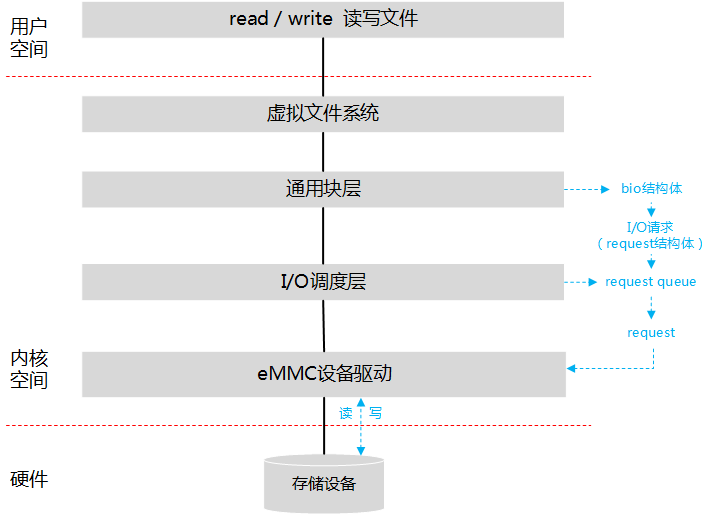 用户
空间
read / write 读写文件
虚拟文件系统
通用块层
bio结构体
I/O请求
（request结构体）
I/O调度层
request queue
request
内核
空间
eMMC设备驱动
读 写
硬件
存储设备